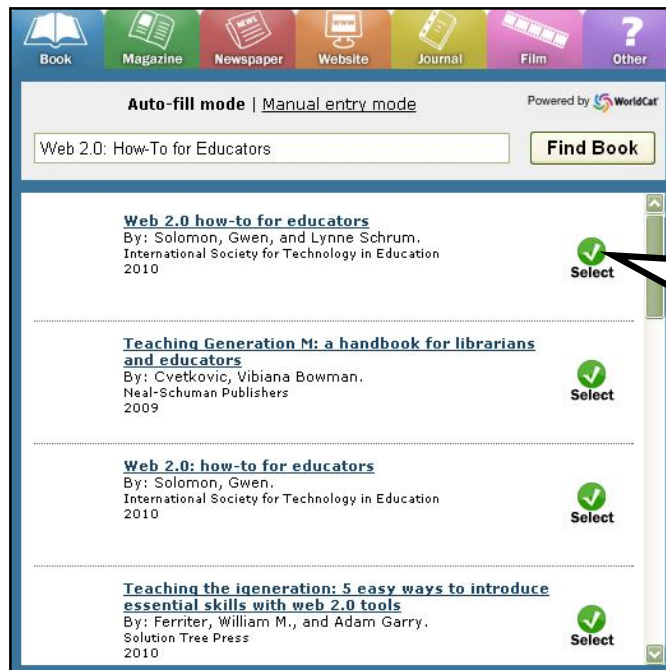 Book Magazine Newspaper Website Journal Film Other
NEWS WWW ?
Auto-fill mode | Manual entry mode Powered by WorldCat
Web 2.0: How-To for Educators Find Book
Web 2.0 how-to for educators
By: Solomon, Gwen, and Lynne Schrum.
International Society for Technology in Education
2010
Select
Teaching Generation M: a handbook for librarians
and educators
By: Cvetkovic, Vibiana Bowman.
Neal-Schuman Publishers
2009
Select
Web 2.0: how-to for educators
By: Solomon, Gwen.
International Society for Technology in Education
2010
Select
Teaching the igeneration: 5 easy ways to introduce
essential skills with web 2.0 tools
By: Ferriter, William M., and Adam Garry.
Solution Tree Press
2010
Select